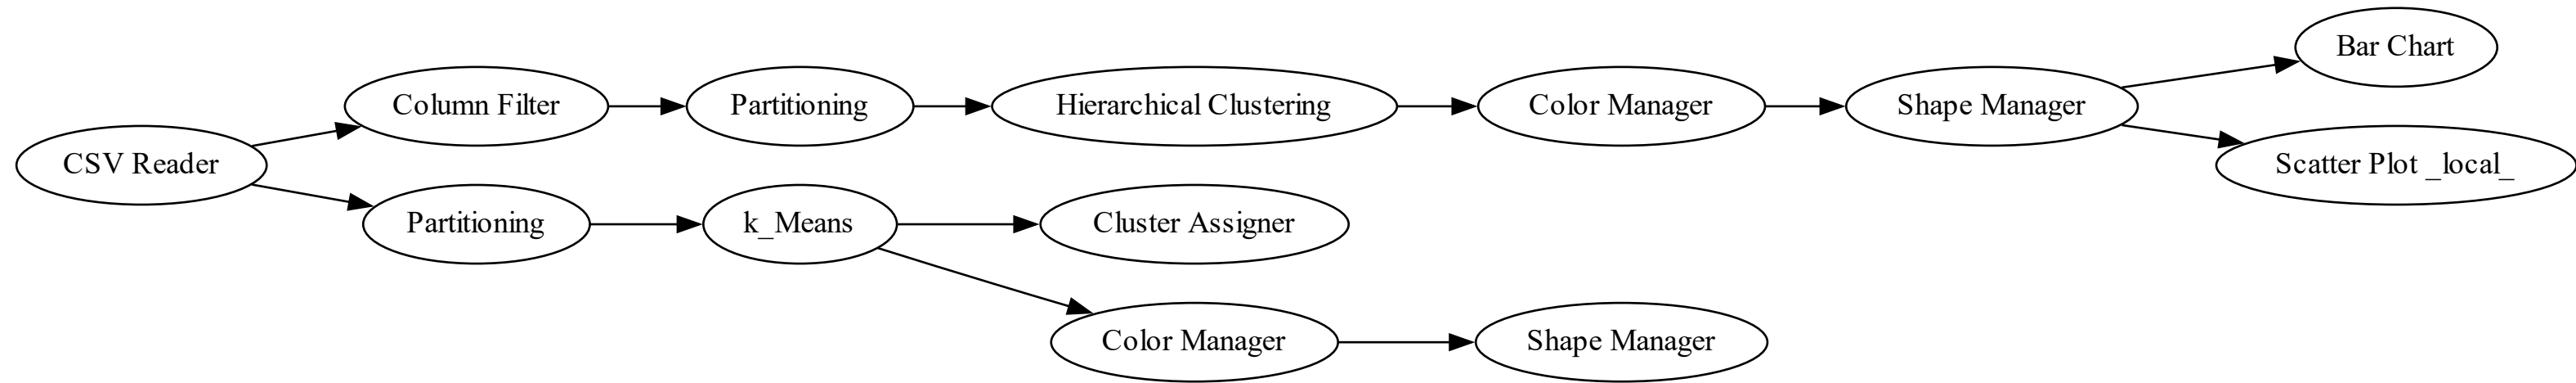 Bar Chart
Column Filter
Partitioning
Hierarchical Clustering
Color Manager
Shape Manager
CSV Reader
Scatter Plot _local_
Partitioning
k_Means
Cluster Assigner
Color Manager
Shape Manager